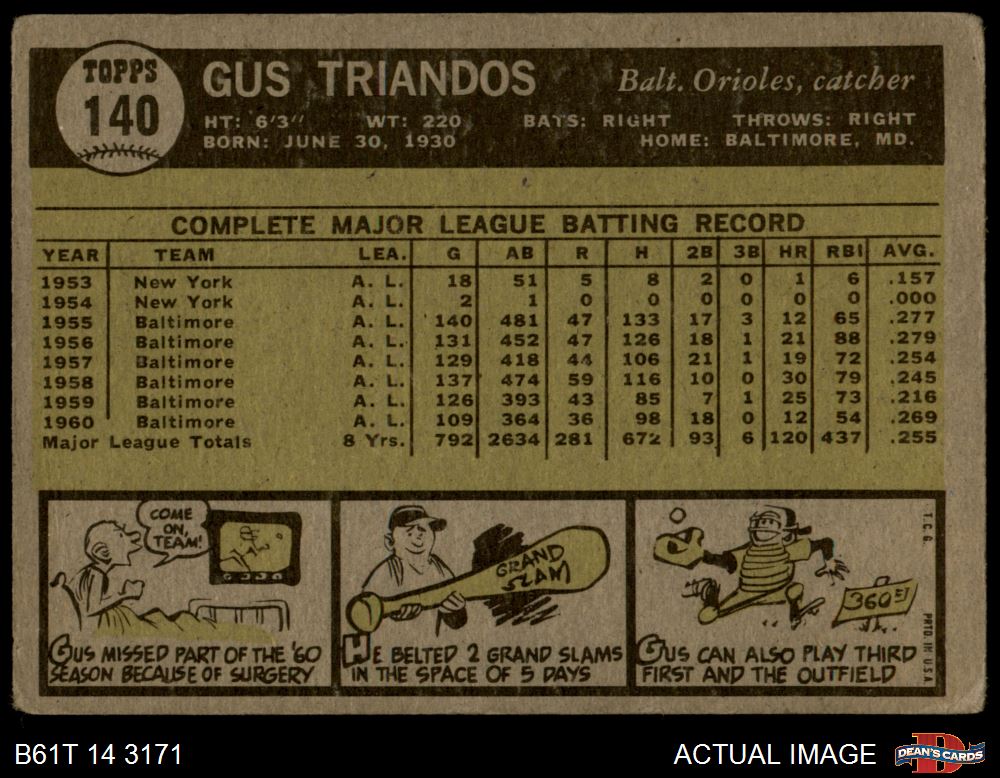 TOPPS
140
GUS TRIANDOS
Balt. Orioles, catcher
HT: 6'3" WT: 220 BATS: RIGHT THROWS: RIGHT
BORN: JUNE 30, 1930 HOME: BALTIMORE, MD.
COMPLETE MAJOR LEAGUE BATTING RECORD
YEAR TEAM LEA. G AB R H 2B 3B HR RBI AVG.
1953 New York A. L. 18 51 5 8 2 0 1 6 .157
1954 New York A. L. 2 1 0 0 0 0 0 0 .000
1955 Baltimore A. L. 140 481 47 133 17 3 12 65 .277
1956 Baltimore A. L. 131 452 47 126 18 1 21 88 .279
1957 Baltimore A. L. 129 418 44 106 21 1 19 72 .254
1958 Baltimore A. L. 137 474 59 116 10 0 30 79 .245
1959 Baltimore A. L. 126 393 43 85 7 1 25 73 .216
1960 Baltimore A. L. 109 364 36 98 18 0 12 54 .269
Major League Totals 8 Yrs. 792 2634 281 672 93 6 120 437 .255
COME
ON,
TEAM!
GUS MISSED PART OF THE '60
SEASON BECAUSE OF SURGERY
GRAND
SLAM
HE BELTED 2 GRAND SLAMS
IN THE SPACE OF 5 DAYS
360 FT
GUS CAN ALSO PLAY THIRD
FIRST AND THE OUTFIELD
T. C. G. PRTD. IN U.S.A.
B61T 14 3171
ACTUAL IMAGE
DEAN'S CARDS